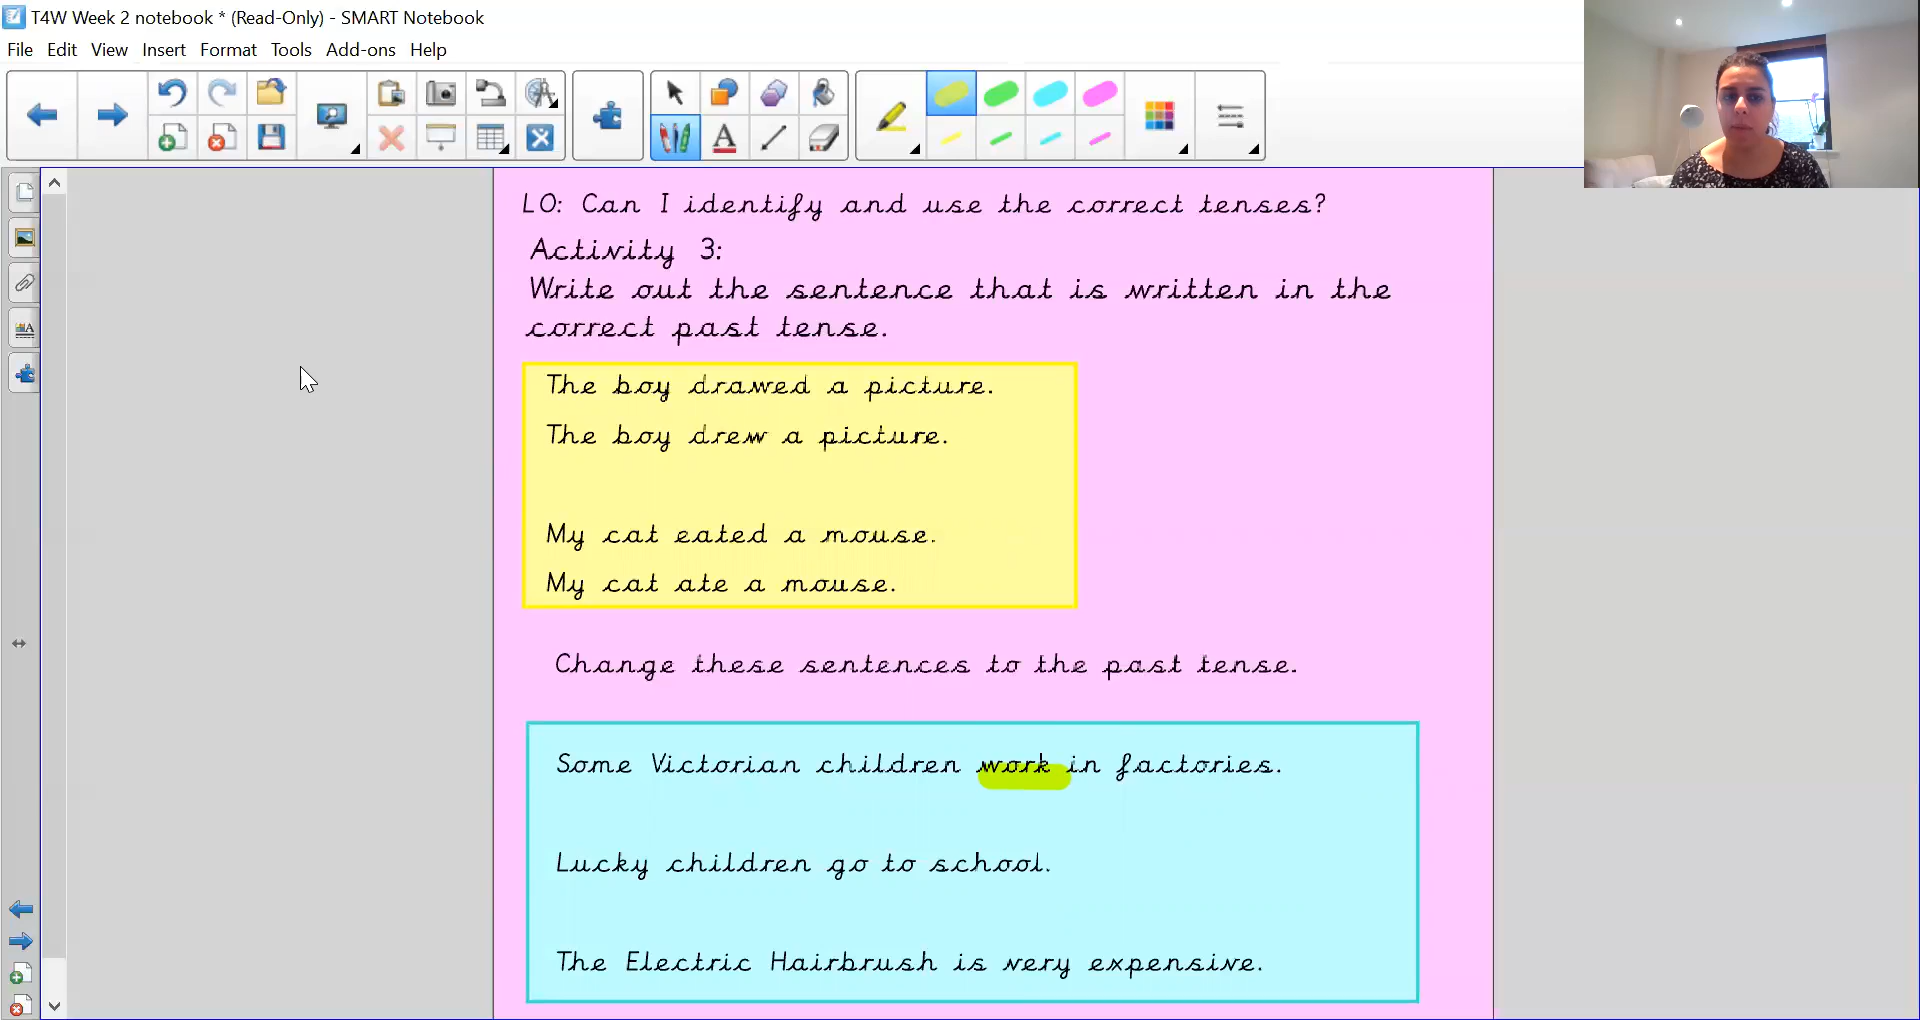 T4W Week 2 notebook * (Read-Only) - SMART Notebook
File Edit View Insert Format Tools Add-ons Help
LO: Can I identify and use the correct tenses?
Activity 3:
Write out the sentence that is written in the
correct past tense.
The boy drawed a picture.
The boy drew a picture.
My cat eated a mouse.
My cat ate a mouse.
Change these sentences to the past tense.
Some Victorian children work in factories.
Lucky children go to school.
The Electric Hairbrush is very expensive.